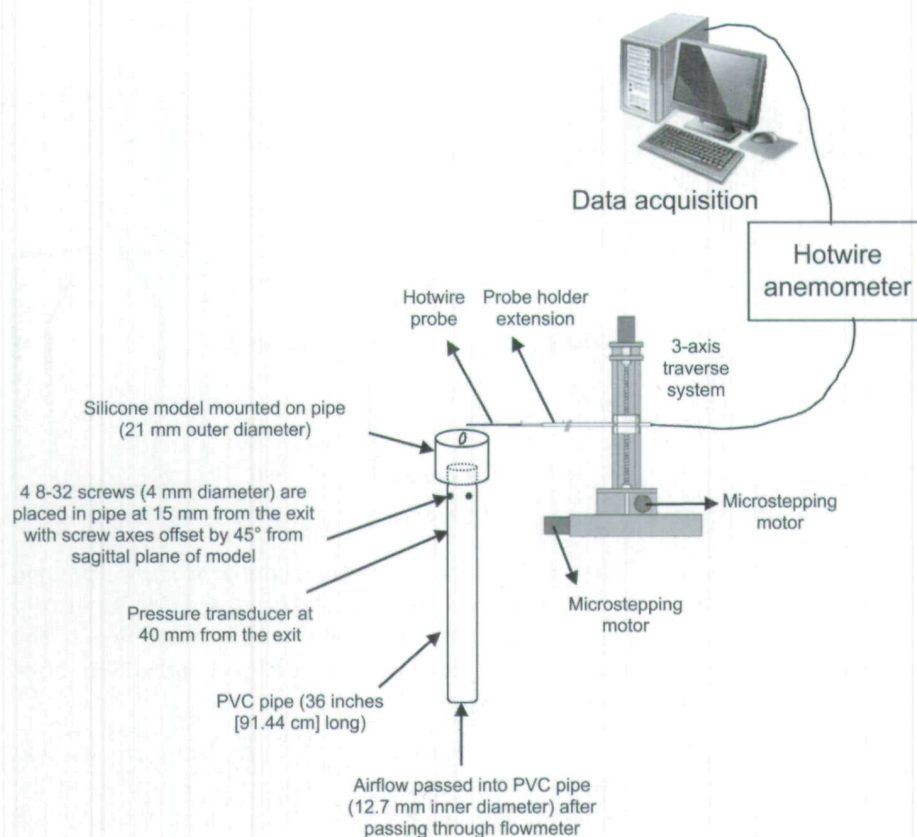 Data acquisition
Hotwire
anemometer
Hotwire
probe
Probe holder
extension
3-axis
traverse
system
Silicone model mounted on pipe
(21 mm outer diameter)
4 8-32 screws (4 mm diameter) are
placed in pipe at 15 mm from the exit
with screw axes offset by 45° from
sagittal plane of model
Microstepping
motor
Pressure transducer at
40 mm from the exit
Microstepping
motor
PVC pipe (36 inches
[91.44 cm] long)
Airflow passed into PVC pipe
(12.7 mm inner diameter) after
passing through flowmeter